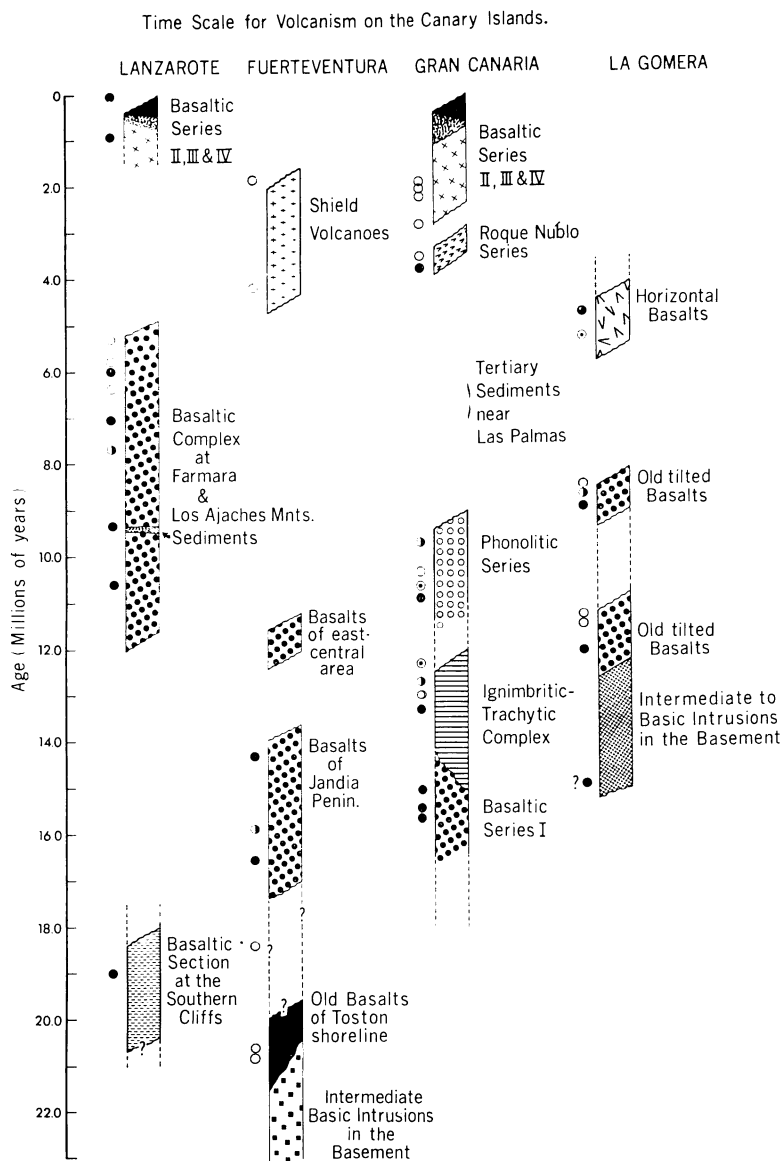 Time Scale for Volcanism on the Canary Islands.
LANZAROTE
FUERTEVENTURA
GRAN CANARIA
LA GOMERA
Age (Millions of years)
0
2.0
4.0
6.0
8.0
10.0
12.0
14.0
16.0
18.0
20.0
22.0
Basaltic
Series
II, III & IV
Basaltic
Complex
at
Farmara
&
Los Ajaches Mnts.
Sediments
Basaltic
Section
at the
Southern
Cliffs
?
Shield
Volcanoes
Basalts
of east-
central
area
Basalts
of
Jandia
Penin.
?
?
?
Old Basalts
of Toston
shoreline
Intermediate
Basic Intrusions
in the
Basement
Basaltic
Series
II, III & IV
Roque Nublo
Series
Tertiary
Sediments
near
Las Palmas
Phonolitic
Series
Ignimbritic-
Trachytic
Complex
Basaltic
Series I
Horizontal
Basalts
Old tilted
Basalts
Old tilted
Basalts
Intermediate to
Basic Intrusions
in the Basement
?